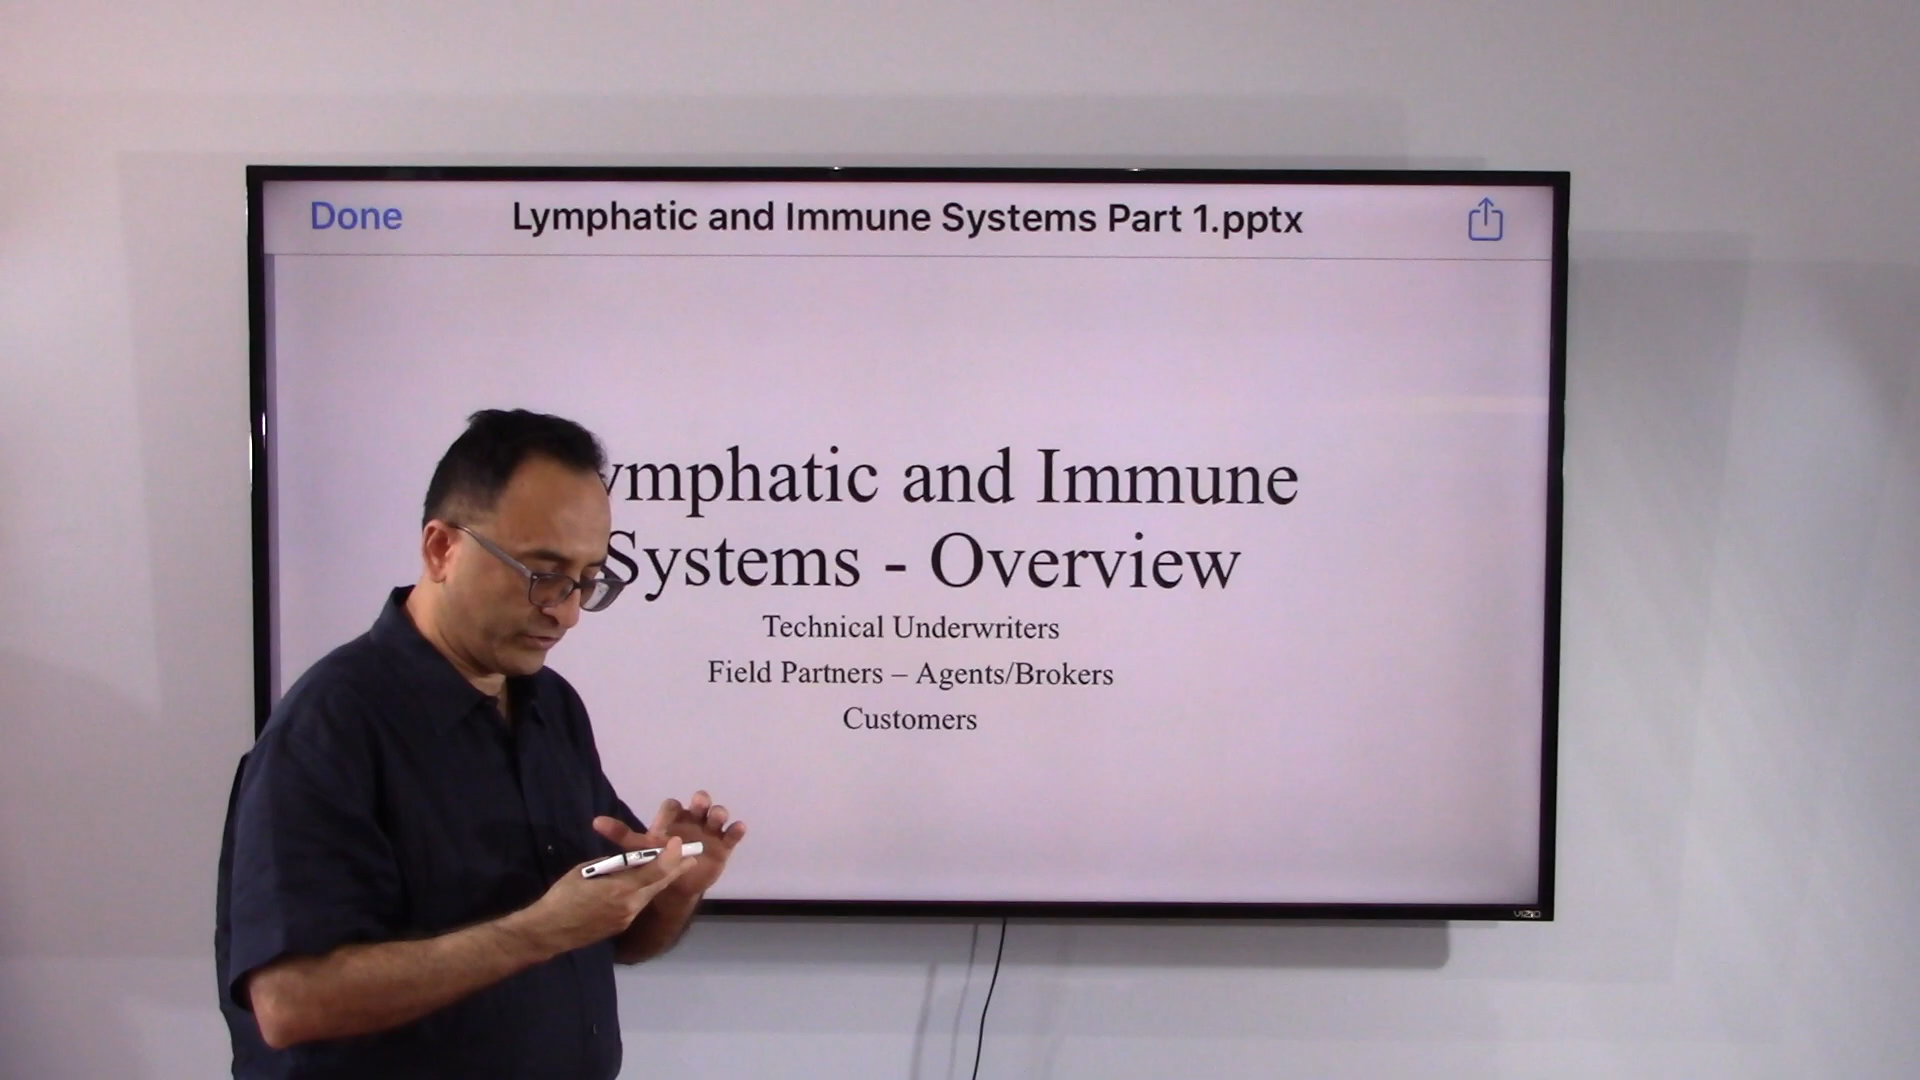 Done
Lymphatic and Immune Systems Part 1.pptx
ymphatic and Immune
Systems - Overview
Technical Underwriters
Field Partners – Agents/Brokers
Customers
VIZIO